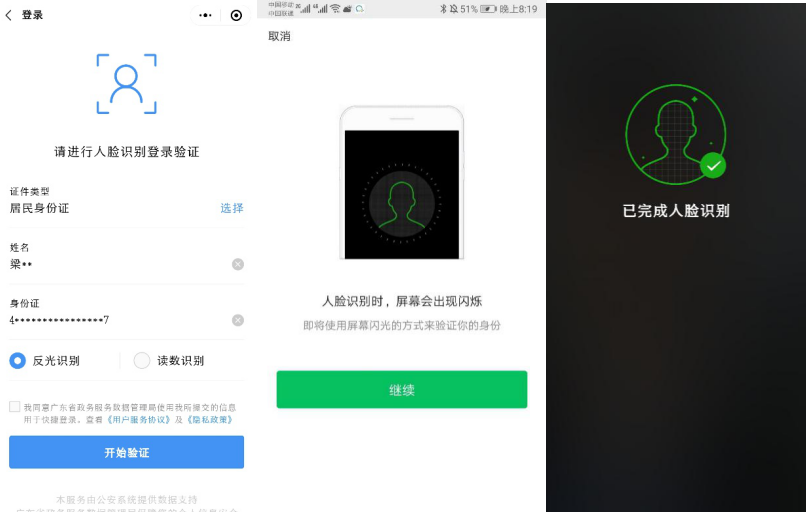 登录
请进行人脸识别登录验证
证件类型
居民身份证
选择
姓名
梁**
身份证
4****************7
反光识别
读数识别
我同意广东省政务服务数据管理局使用我所提交的信息
用于快捷登录，查看《用户服务协议》及《隐私政策》
开始验证
本服务由公安系统提供数据支持
中国移动
中国联通
51%
晚上8:19
取消
人脸识别时，屏幕会出现闪烁
即将使用屏幕闪光的方式来验证你的身份
继续
已完成人脸识别